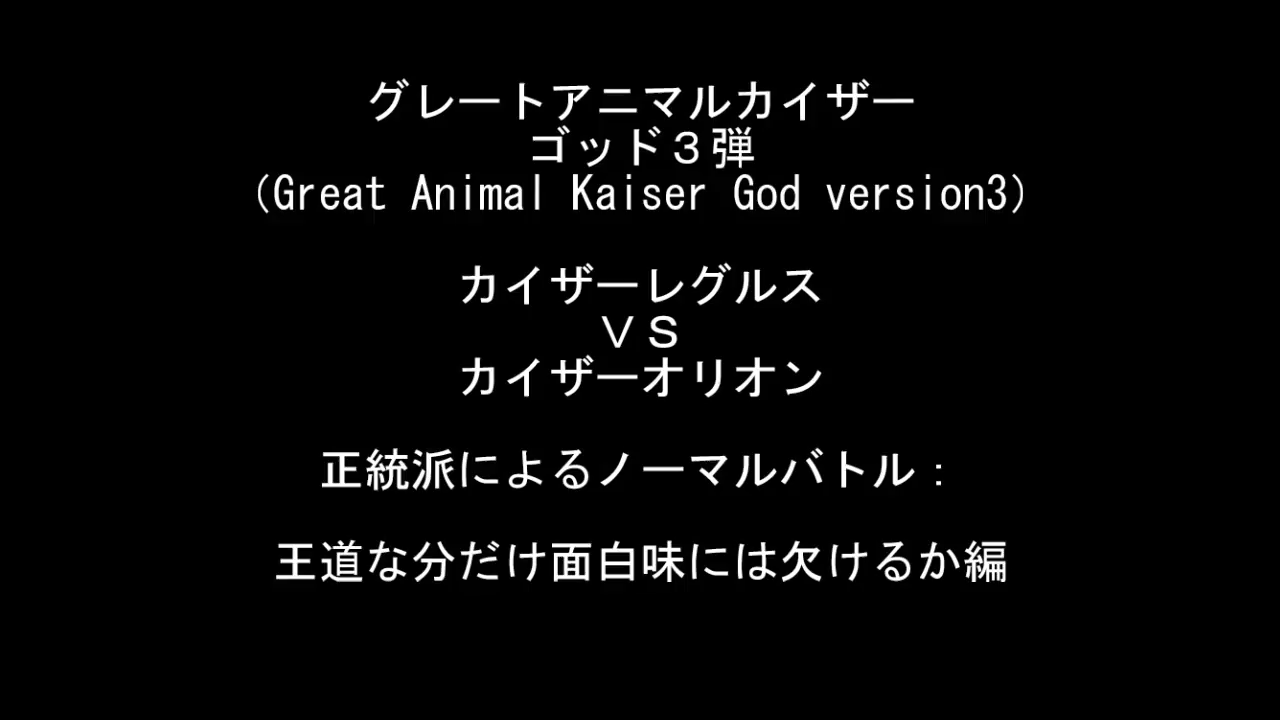 グレートアニマルカイザー
ゴッド３弾
(Great Animal Kaiser God version3)
カイザーレグルス
ＶＳ
カイザーオリオン
正統派によるノーマルバトル：
王道な分だけ面白味には欠けるか編